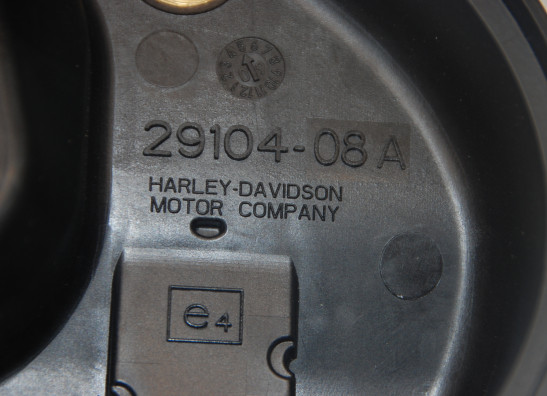 29104-08 A
HARLEY-DAVIDSON
MOTOR COMPANY
e4